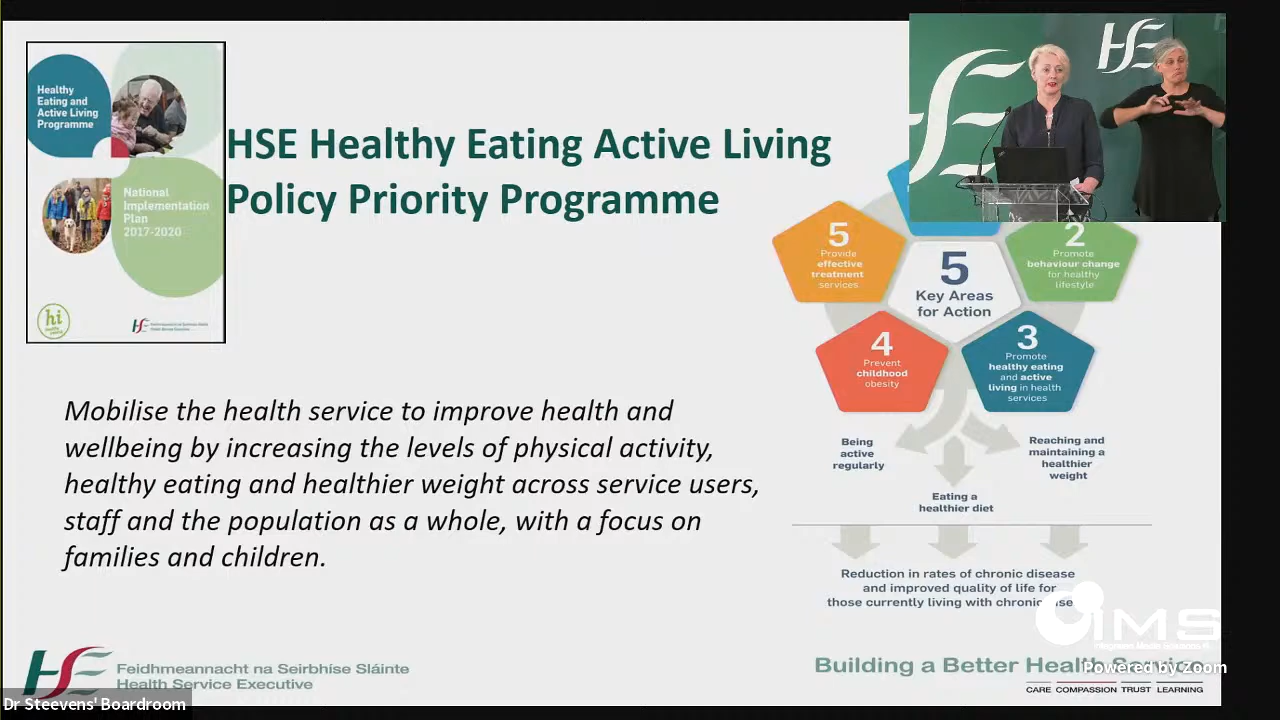 Healthy
Eating and
Active Living
Programme
National
Implementation
Plan
2017-2020
hi
HSE Healthy Eating Active Living
Policy Priority Programme
Mobilise the health service to improve health and
wellbeing by increasing the levels of physical activity,
healthy eating and healthier weight across service users,
staff and the population as a whole, with a focus on
families and children.
HSE
5
Provide
effective
treatment
services
5
Key Areas
for Action
2
Promote
behaviour change
for healthy
lifestyle
4
Prevent
childhood
obesity
3
Promote
healthy eating
and active
living in health
services
Being
active
regularly
Eating a
healthier diet
Reaching and
maintaining a
healthier
weight
Reduction in rates of chronic disease
and improved quality of life for
those currently living with chronic
IMS
HSE
Feidhmeannacht na Seirbhíse Sláinte
Health Service Executive
Building a Better Health Service
Powered by Zoom
CARE COMPASSION TRUST LEARNING
Dr Steevens' Boardroom